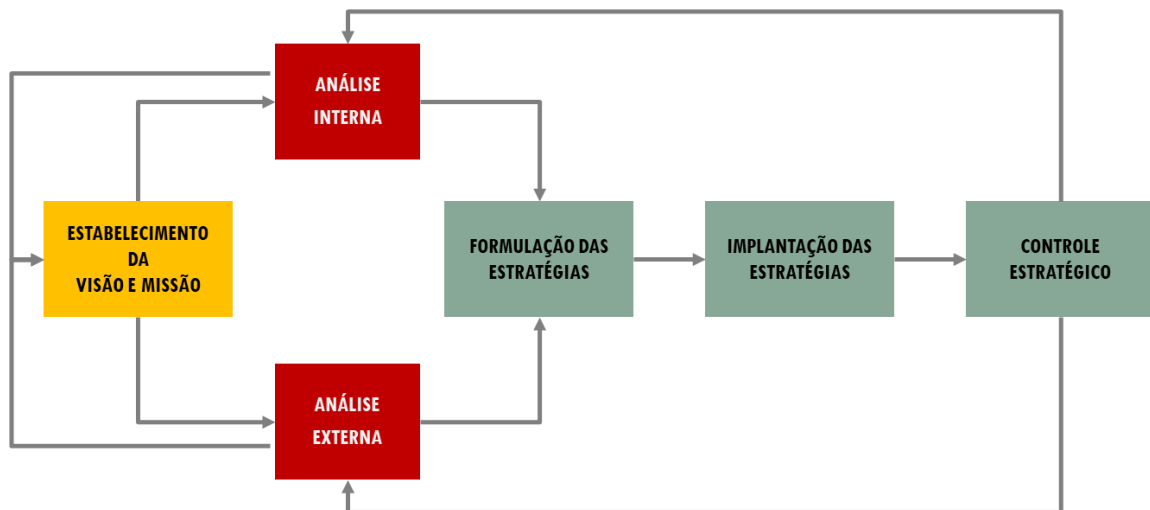 ANÁLISE
INTERNA
ESTABELECIMENTO
DA
VISÃO E MISSÃO
FORMULAÇÃO DAS
ESTRATÉGIAS
IMPLANTAÇÃO DAS
ESTRATÉGIAS
CONTROLE
ESTRATÉGICO
ANÁLISE
EXTERNA